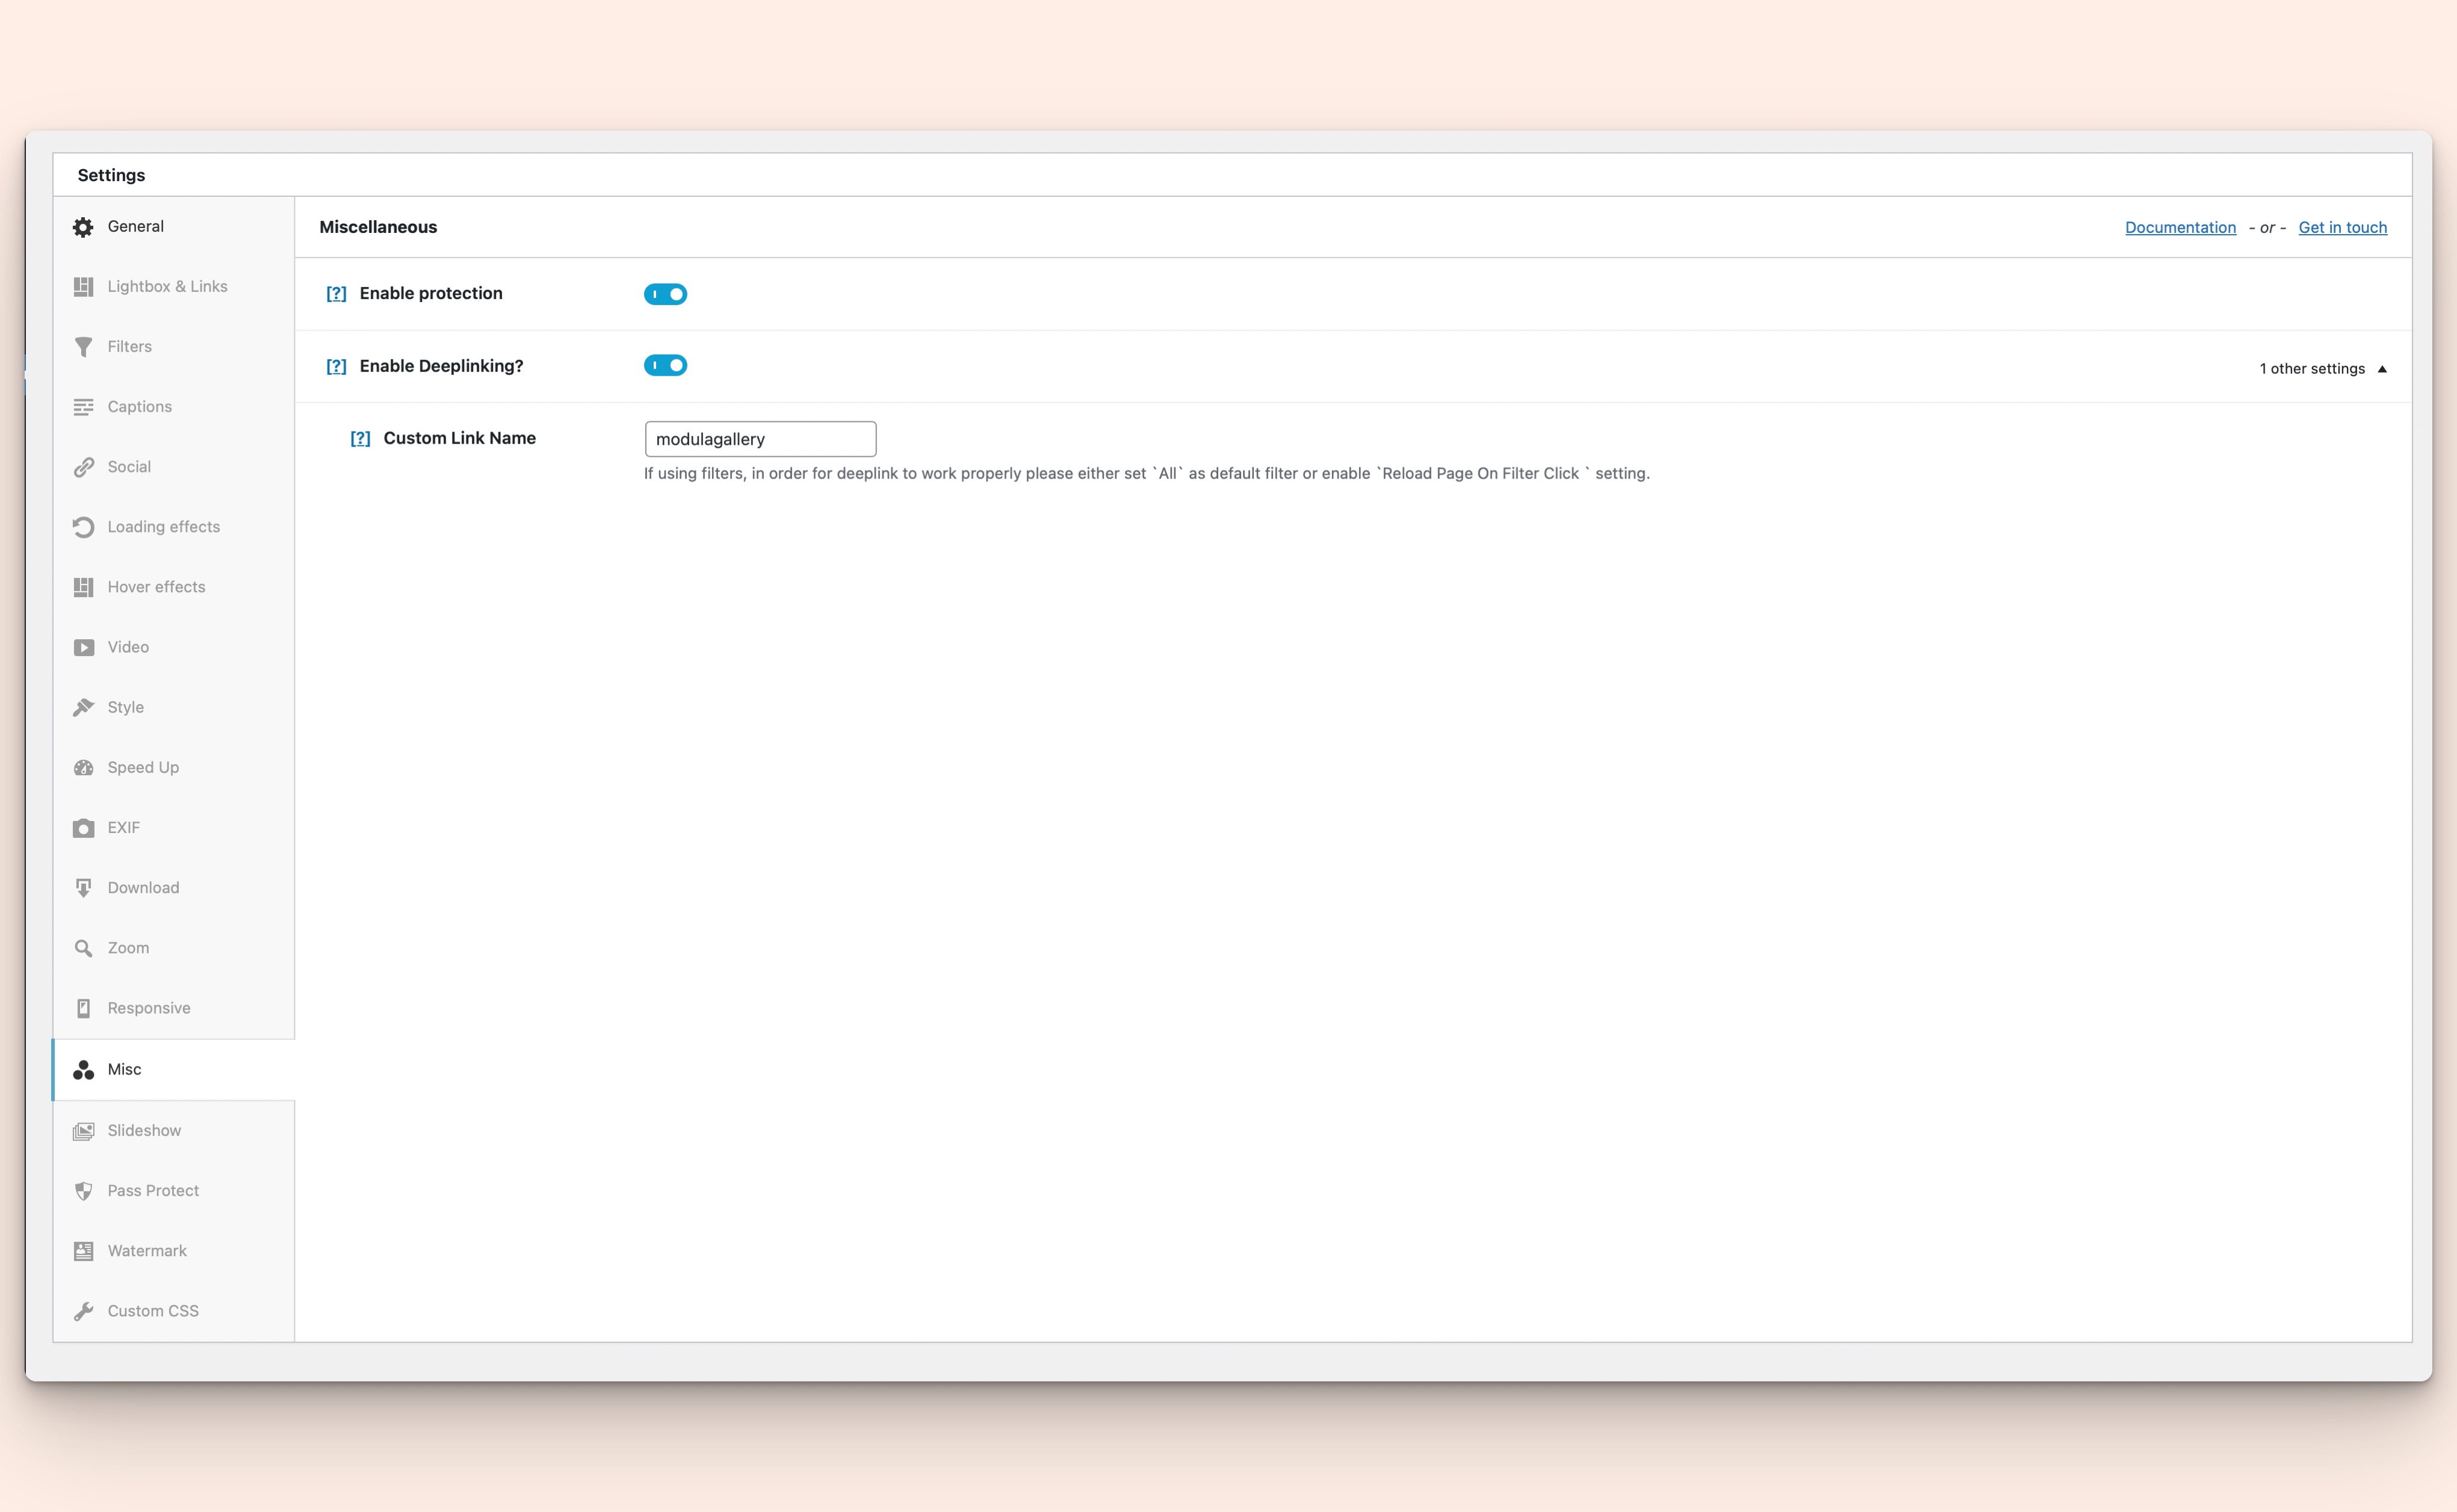 Settings
General
Lightbox & Links
Filters
Captions
Social
Loading effects
Hover effects
Video
Style
Speed Up
EXIF
Download
Zoom
Responsive
Misc
Slideshow
Pass Protect
Watermark
Custom CSS
Miscellaneous
Documentation - or - Get in touch
[?] Enable protection
[?] Enable Deeplinking?
1 other settings ▲
[?] Custom Link Name
modulagallery
If using filters, in order for deeplink to work properly please either set `All` as default filter or enable `Reload Page On Filter Click ` setting.